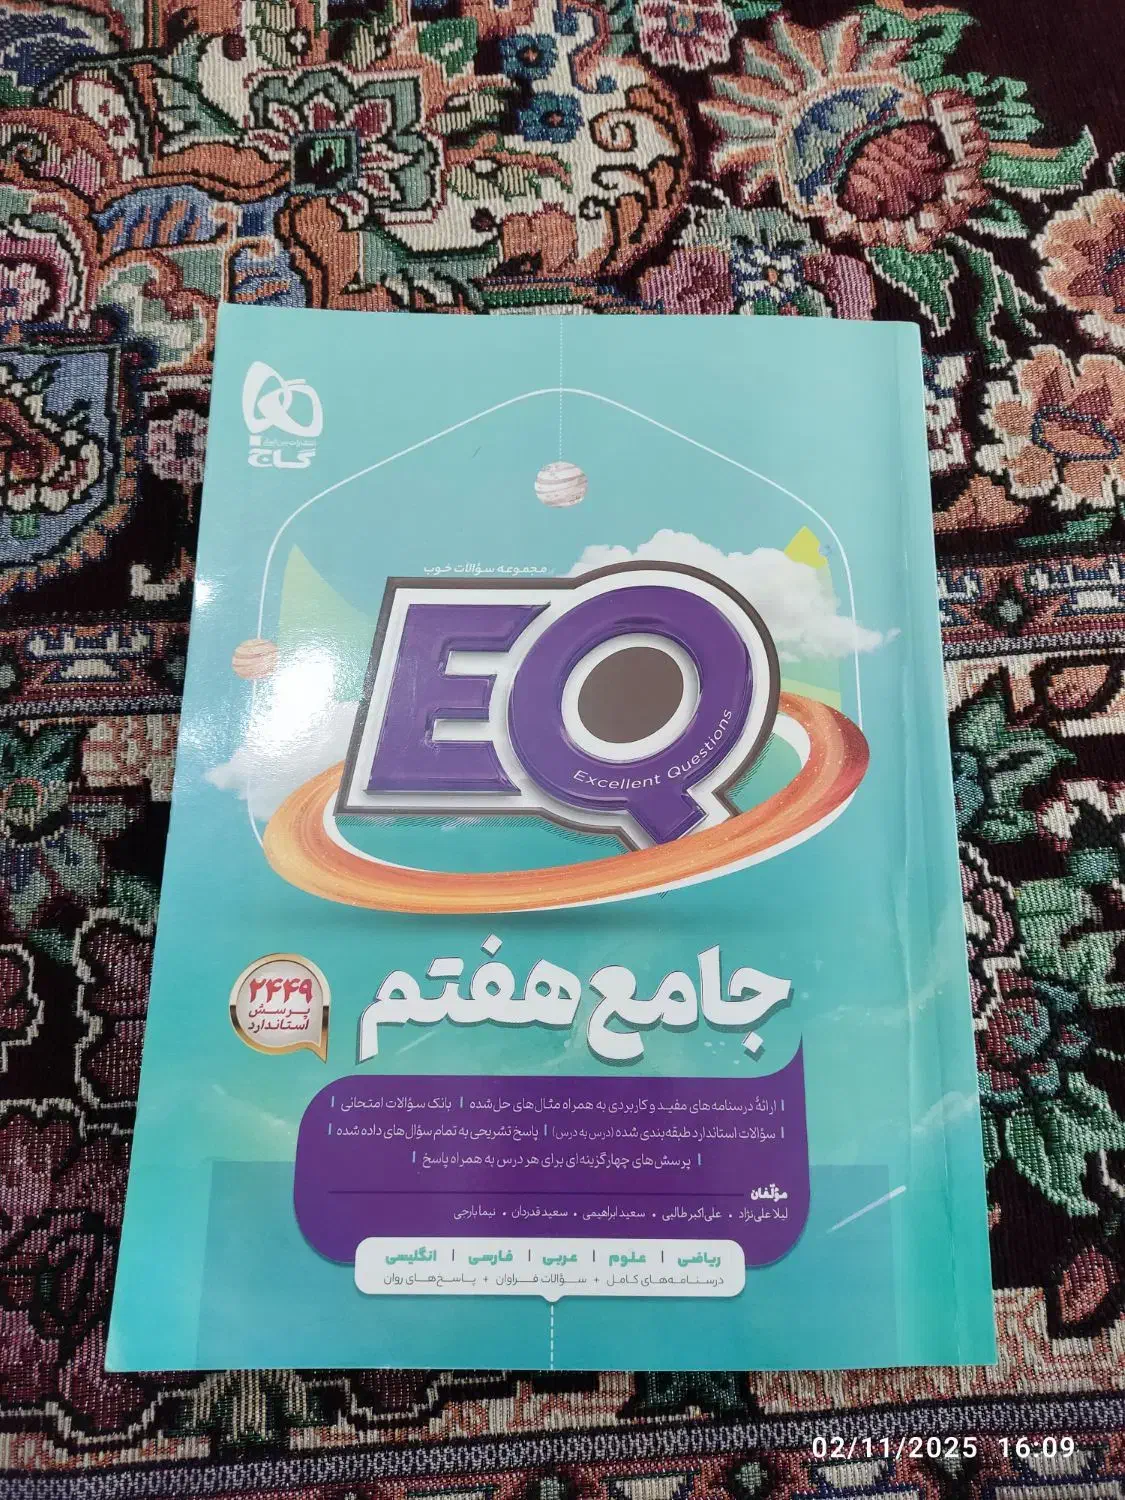 انتشارات بین‌المللی
گاج
مجموعه سؤالات خوب
EQ
Excellent Questions
جامع هفتم
۲۴۴۹
پرسش
استاندارد
| ارائهٔ درسنامه‌های مفید و کاربردی به همراه مثال‌های حل‌شده | بانک سؤالات امتحانی |
| سؤالات استاندارد طبقه‌بندی شده (درس به درس) | پاسخ تشریحی به تمام سؤال‌های داده شده |
| پرسش‌های چهارگزینه‌ای برای هر درس به همراه پاسخ |
مؤلّفان
لیلا علی‌نژاد • علی‌اکبر طالبی • سعید ابراهیمی • سعید قدردان • نیما بارجی
ریاضی | علوم | عربی | فارسی | انگلیسی
درسنامه‌های کامل + سؤالات فراوان + پاسخ‌های روان
02/11/2025 16:09